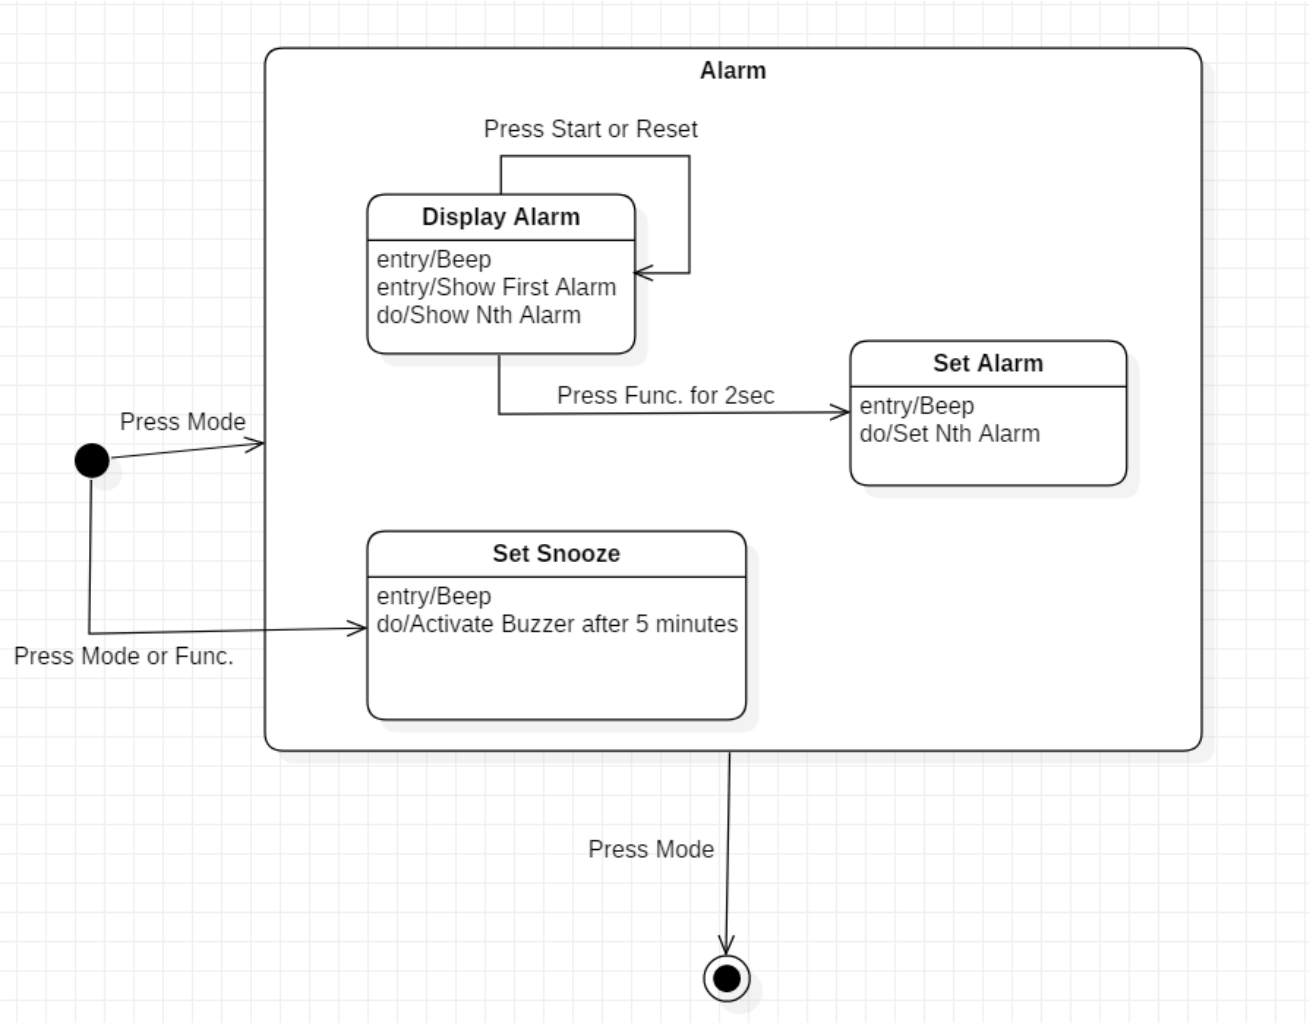 Alarm
Press Start or Reset
Display Alarm
entry/Beep
entry/Show First Alarm
do/Show Nth Alarm
Press Func. for 2sec
Set Alarm
entry/Beep
do/Set Nth Alarm
Press Mode
Set Snooze
entry/Beep
do/Activate Buzzer after 5 minutes
Press Mode or Func.
Press Mode